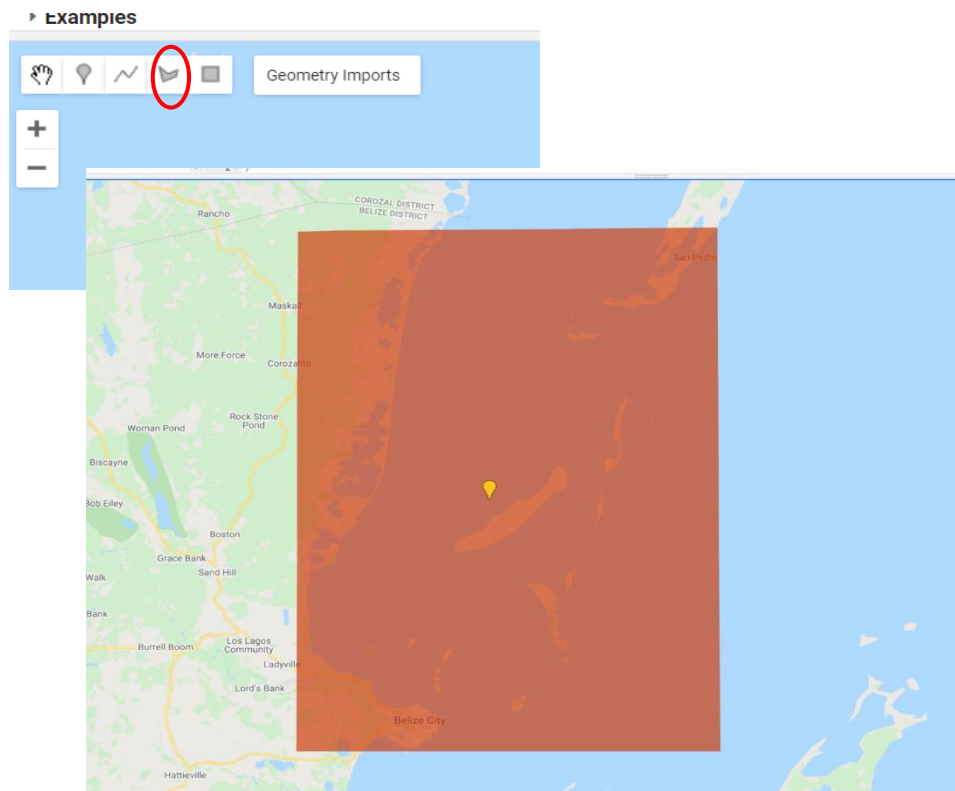 Examples
Geometry Imports
COROZAL DISTRICT
BELIZE DISTRICT
Rancho
San Pedro
Maskall
More Force
Corozalito
Rock Stone
Pond
Woman Pond
Biscayne
Bob Eiley
Boston
Grace Bank
Sand Hill
Walk
Bank
Burrell Boom
Los Lagos
Community
Ladyville
Lord's Bank
Belize City
Hattieville